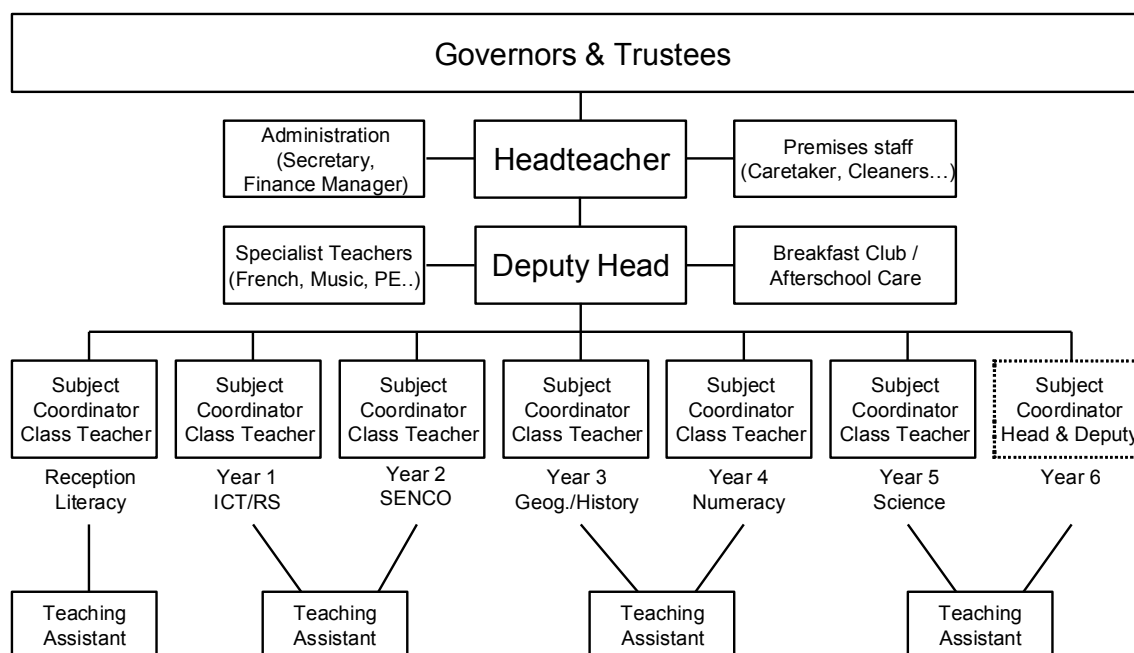 Governors & Trustees
Administration
(Secretary,
Finance Manager)
Headteacher
Premises staff
(Caretaker, Cleaners…)
Specialist Teachers
(French, Music, PE..)
Deputy Head
Breakfast Club /
Afterschool Care
Subject
Coordinator
Class Teacher
Subject
Coordinator
Class Teacher
Subject
Coordinator
Class Teacher
Subject
Coordinator
Class Teacher
Subject
Coordinator
Class Teacher
Subject
Coordinator
Class Teacher
Subject
Coordinator
Head & Deputy
Reception
Literacy
Year 1
ICT/RS
Year 2
SENCO
Year 3
Geog./History
Year 4
Numeracy
Year 5
Science
Year 6
Teaching
Assistant
Teaching
Assistant
Teaching
Assistant
Teaching
Assistant